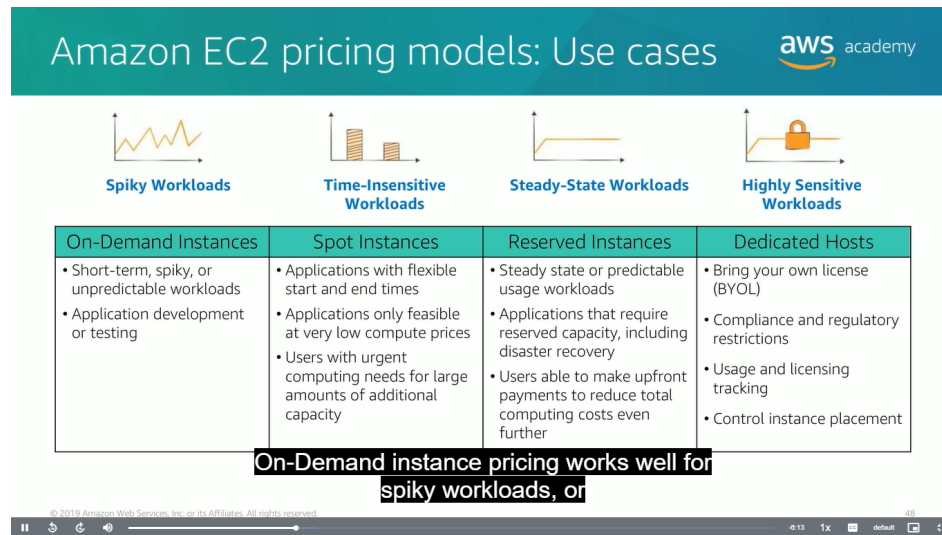 Amazon EC2 pricing models: Use cases
aws academy
Spiky Workloads
Time-Insensitive
Workloads
Steady-State Workloads
Highly Sensitive
Workloads
On-Demand Instances
• Short-term, spiky, or
unpredictable workloads
• Application development
or testing
Spot Instances
• Applications with flexible
start and end times
• Applications only feasible
at very low compute prices
• Users with urgent
computing needs for large
amounts of additional
capacity
Reserved Instances
• Steady state or predictable
usage workloads
• Applications that require
reserved capacity, including
disaster recovery
• Users able to make upfront
payments to reduce total
computing costs even
further
Dedicated Hosts
• Bring your own license
(BYOL)
• Compliance and regulatory
restrictions
• Usage and licensing
tracking
• Control instance placement
On-Demand instance pricing works well for
spiky workloads, or
© 2019 Amazon Web Services, Inc. or its Affiliates. All rights reserved.
48
-6:13
1x
default